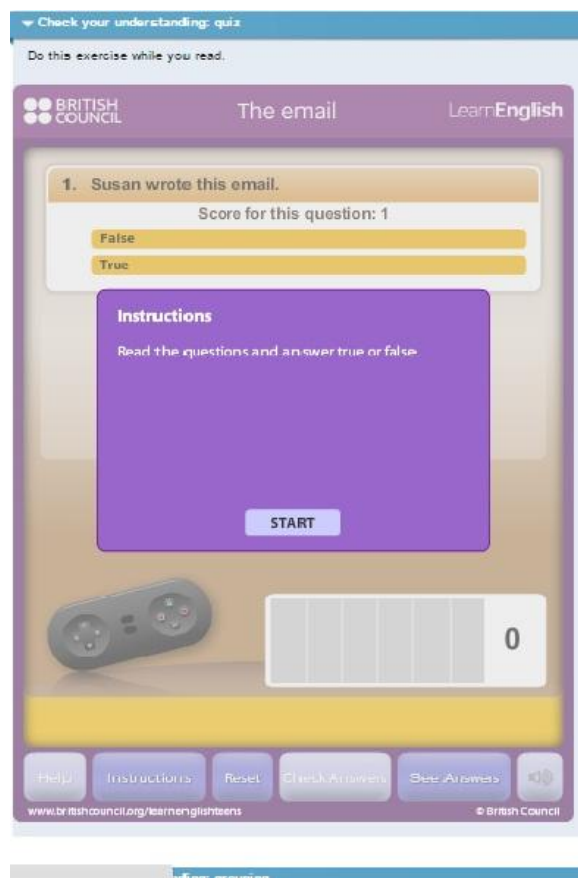 Check your understanding: quiz
Do this exercise while you read.
BRITISH COUNCIL
The email
LearnEnglish
1. Susan wrote this email.
Score for this question: 1
False
True
Instructions
Read the questions and answer true or false
START
0
Help
Instructions
Reset
Check Answers
See Answers
www.britishcouncil.org/learnenglishteens
© British Council